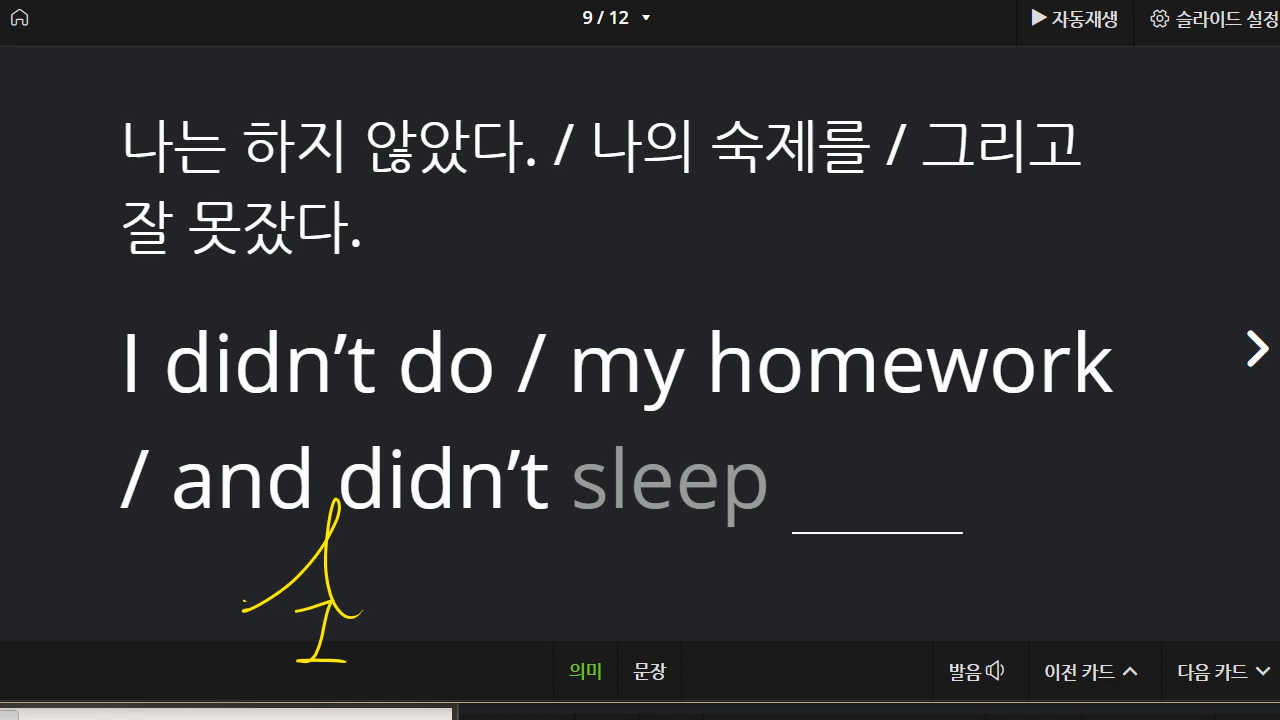 9 / 12
자동재생
슬라이드 설정
나는 하지 않았다. / 나의 숙제를 / 그리고
잘 못잤다.
I didn’t do / my homework
/ and didn’t sleep ____
I
의미
문장
발음
이전 카드
다음 카드